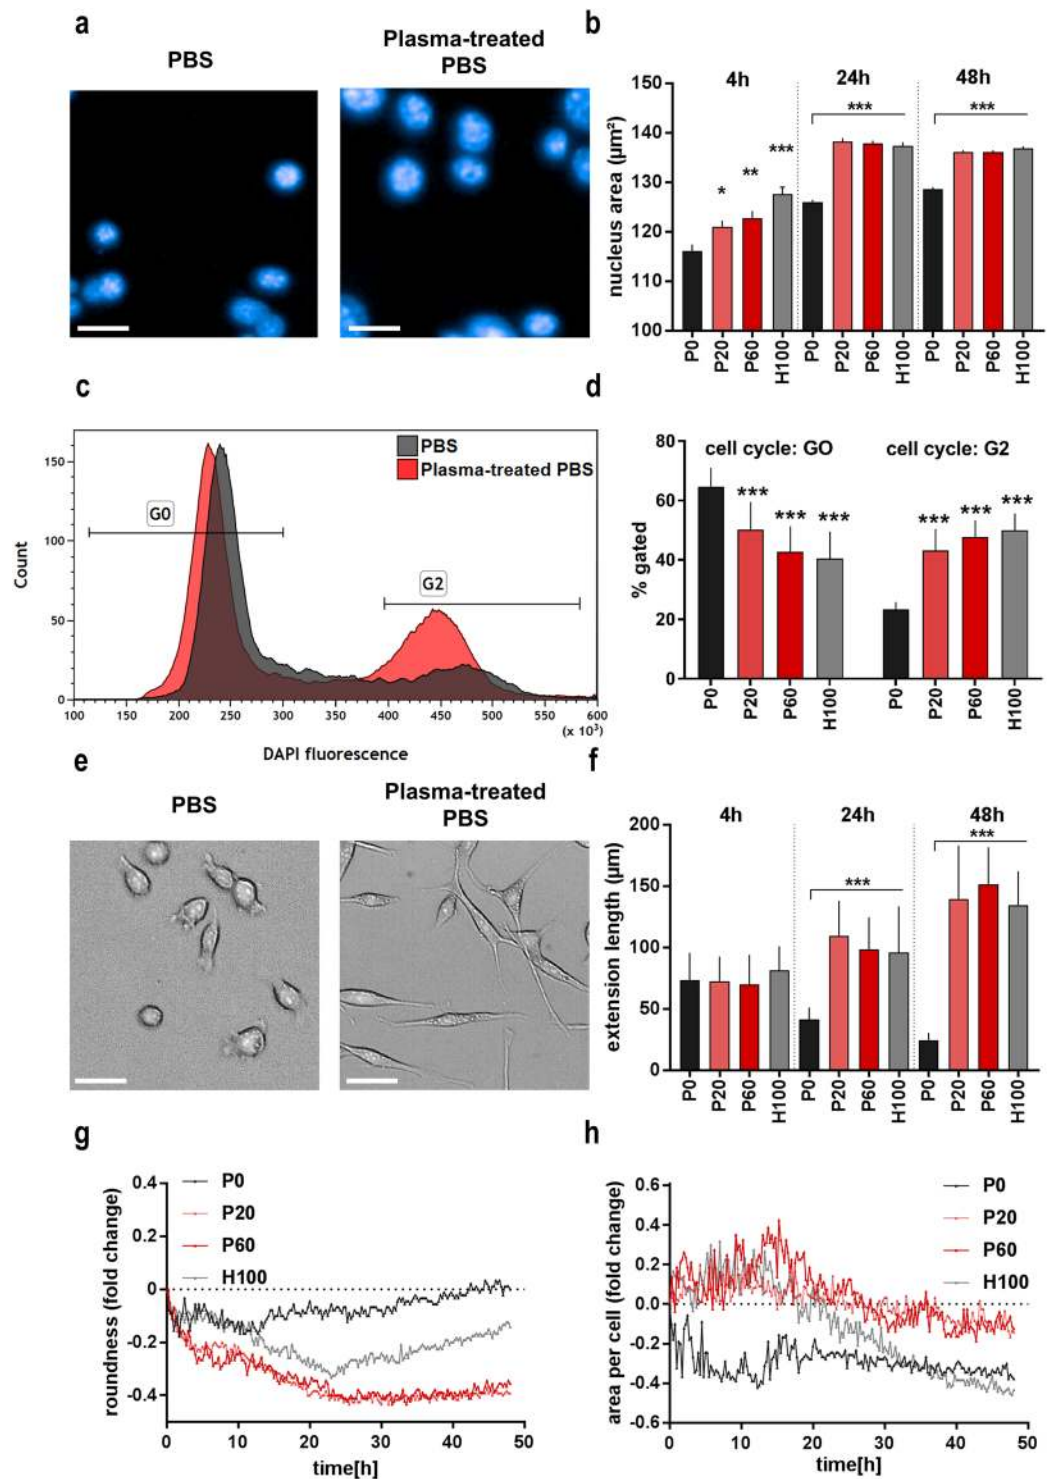 a
PBS
Plasma-treated
PBS
b
4h 24h 48h
nucleus area (µm²)
150
140
130
120
110
100
*
**
***
***
***
P0 P20 P60 H100 P0 P20 P60 H100 P0 P20 P60 H100
c
PBS
Plasma-treated PBS
G0
G2
Count
150
100
50
0
100 150 200 250 300 350 400 450 500 550 600
(x 10³)
DAPI fluorescence
d
cell cycle: GO cell cycle: G2
% gated
80
60
40
20
0
*** *** *** *** *** ***
P0 P20 P60 H100 P0 P20 P60 H100
e
PBS
Plasma-treated
PBS
f
4h 24h 48h
extension length (µm)
200
150
100
50
0
***
***
P0 P20 P60 H100 P0 P20 P60 H100 P0 P20 P60 H100
g
P0
P20
P60
H100
roundness (fold change)
0.4
0.2
0
-0.2
-0.4
0 10 20 30 40 50
time[h]
h
P0
P20
P60
H100
area per cell (fold change)
0.6
0.4
0.2
0.0
-0.2
-0.4
-0.6
0 10 20 30 40 50
time[h]